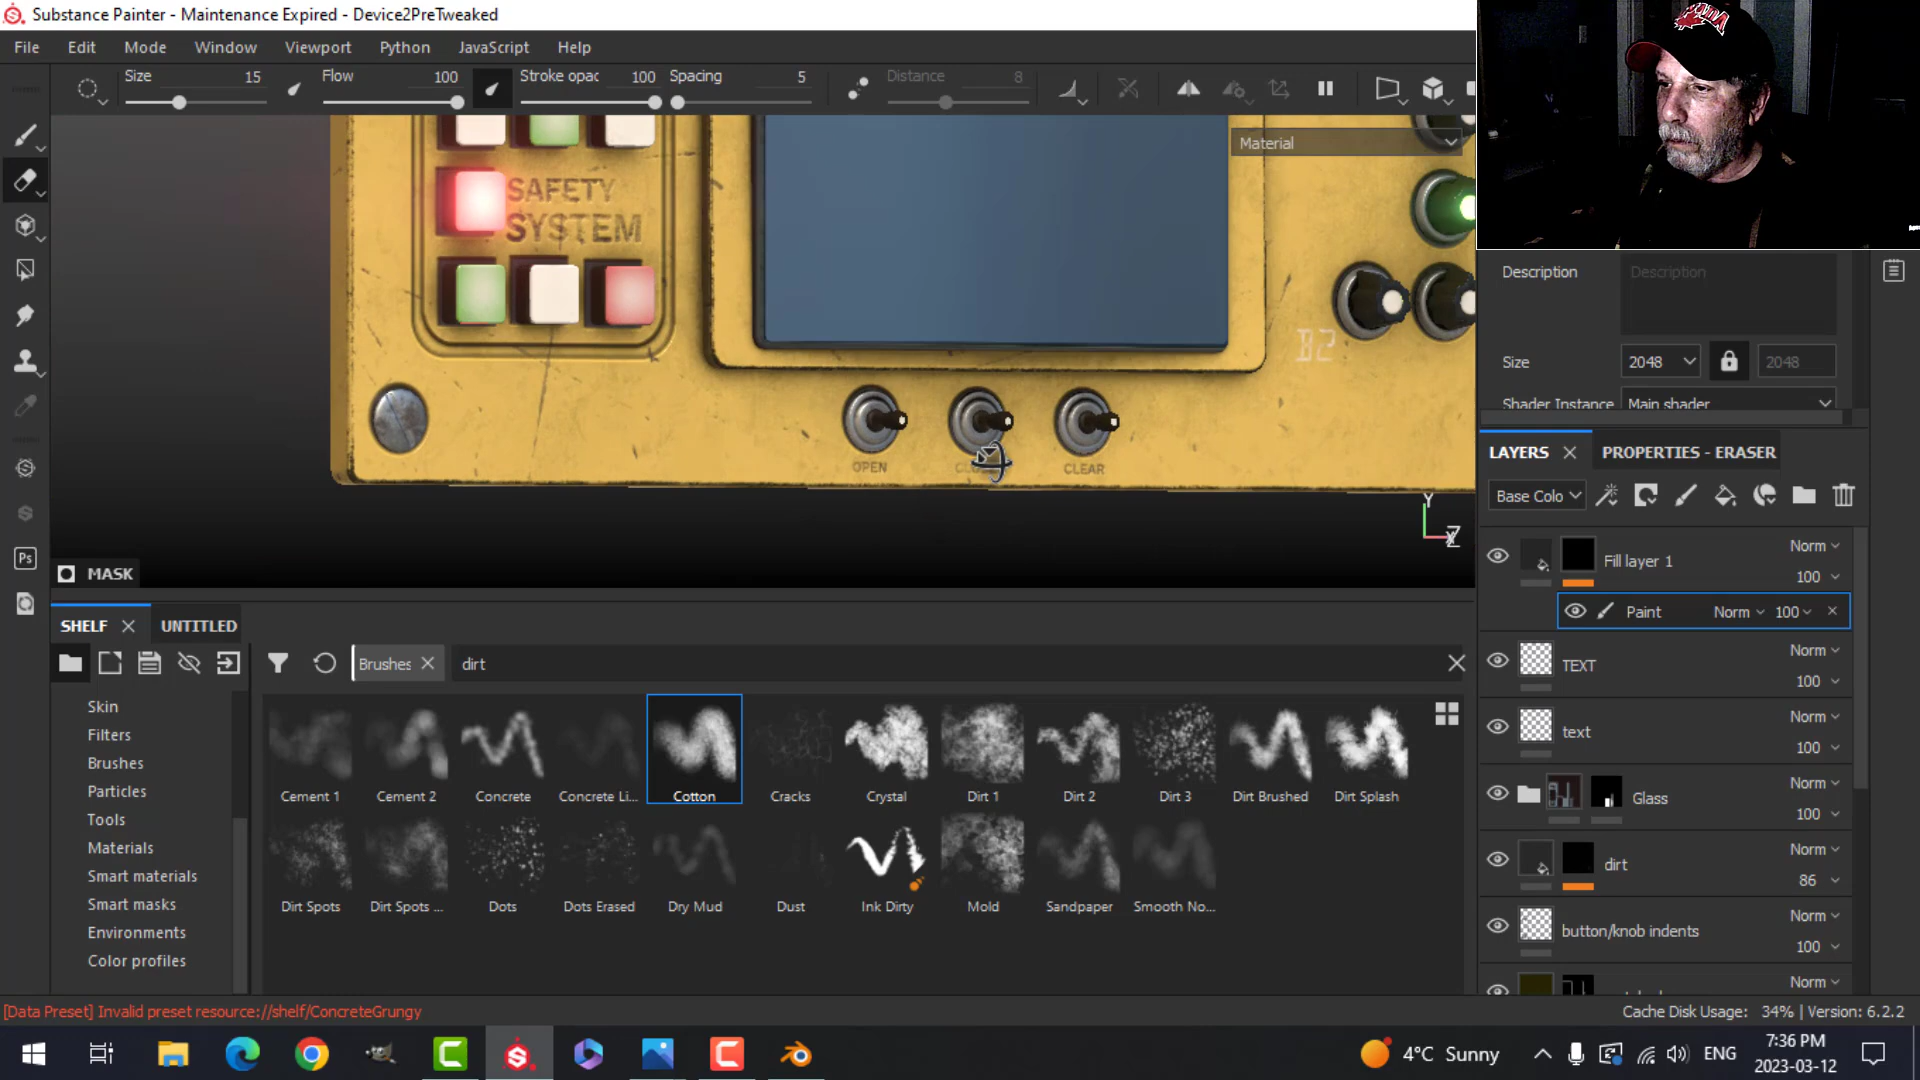 Substance Painter - Maintenance Expired - Device2PreTweaked
File Edit Mode Window Viewport Python JavaScript Help
Size 15 Flow 100 Stroke opac 100 Spacing 5 Distance 8
Material
SAFETY
SYSTEM
B2
OPEN CLEAR
Y
Z
MASK
Description Description
Size 2048 2048
Shader Instance Main shader
LAYERS PROPERTIES - ERASER
Base Colo
Fill layer 1 Norm 100
Paint Norm 100
TEXT Norm 100
text Norm 100
Glass Norm 100
dirt Norm 86
button/knob indents Norm 100
Norm
SHELF UNTITLED
Brushes dirt
Skin
Filters
Brushes
Particles
Tools
Materials
Smart materials
Smart masks
Environments
Color profiles
Cement 1 Cement 2 Concrete Concrete Li... Cotton Cracks Crystal Dirt 1 Dirt 2 Dirt 3 Dirt Brushed Dirt Splash
Dirt Spots Dirt Spots ... Dots Dots Erased Dry Mud Dust Ink Dirty Mold Sandpaper Smooth No...
[Data Preset] Invalid preset resource://shelf/ConcreteGrungy
Cache Disk Usage: 34% | Version: 6.2.2
Ps
4°C Sunny ENG 7:36 PM
2023-03-12